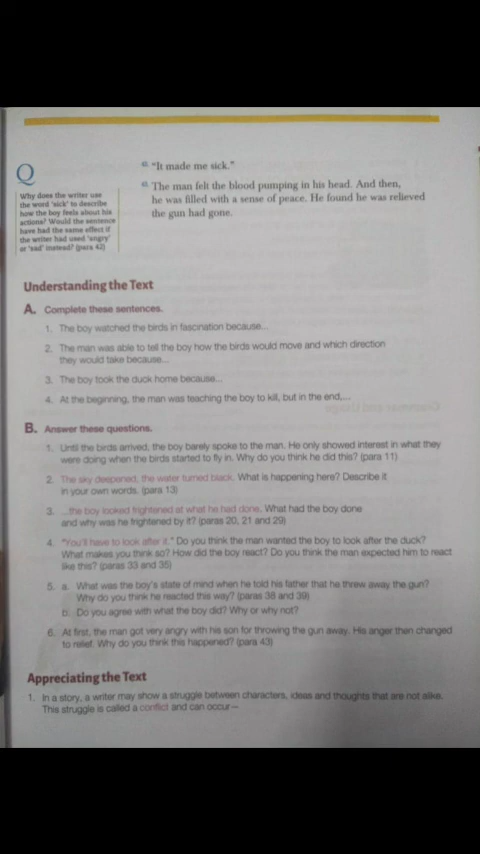 42. "It made me sick."
43. The man felt the blood pumping in his head. And then,
he was filled with a sense of peace. He found he was relieved
the gun had gone.
Q
Why does the writer use
the word 'sick' to describe
how the boy feels about his
actions? Would the sentence
have had the same effect if
the writer had used 'angry'
or 'sad' instead? (para 42)
Understanding the Text
A. Complete these sentences.
1. The boy watched the birds in fascination because...
2. The man was able to tell the boy how the birds would move and which direction
they would take because...
3. The boy took the duck home because...
4. At the beginning, the man was teaching the boy to kill, but in the end,...
B. Answer these questions.
1. Until the birds arrived, the boy barely spoke to the man. He only showed interest in what they
were doing when the birds started to fly in. Why do you think he did this? (para 11)
2. The sky deepened, the water turned black. What is happening here? Describe it
in your own words. (para 13)
3. ...the boy looked frightened at what he had done. What had the boy done
and why was he frightened by it? (paras 20, 21 and 29)
4. "You'll have to look after it." Do you think the man wanted the boy to look after the duck?
What makes you think so? How did the boy react? Do you think the man expected him to react
like this? (paras 33 and 35)
5. a. What was the boy's state of mind when he told his father that he threw away the gun?
Why do you think he reacted this way? (paras 38 and 39)
b. Do you agree with what the boy did? Why or why not?
6. At first, the man got very angry with his son for throwing the gun away. His anger then changed
to relief. Why do you think this happened? (para 43)
Appreciating the Text
1. In a story, a writer may show a struggle between characters, ideas and thoughts that are not alike.
This struggle is called a conflict and can occur—